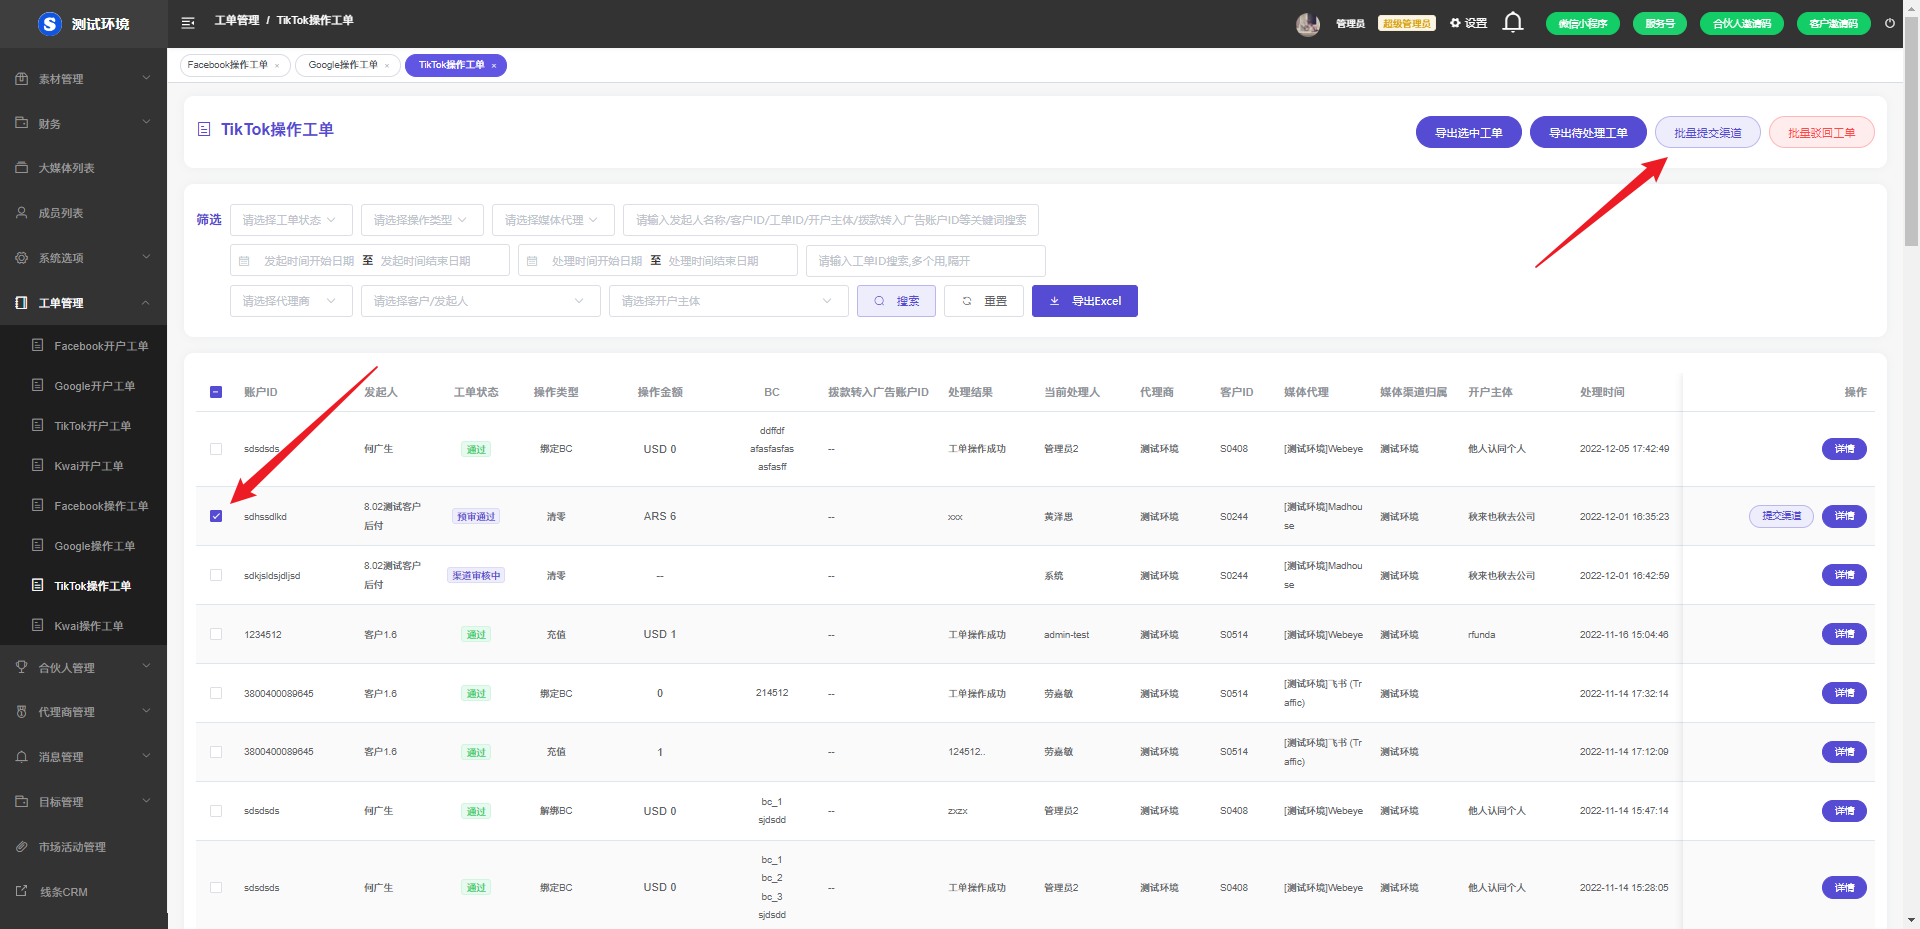 测试环境
工单管理 / TikTok操作工单
管理员 超级管理员 设置 微信小程序 服务号 合伙人邀请码 客户邀请码
Facebook操作工单 × Google操作工单 × TikTok操作工单 ×
素材管理
财务
大媒体列表
成员列表
系统选项
工单管理
Facebook开户工单
Google开户工单
TikTok开户工单
Kwai开户工单
Facebook操作工单
Google操作工单
TikTok操作工单
Kwai操作工单
合伙人管理
代理商管理
消息管理
目标管理
市场活动管理
线条CRM
TikTok操作工单
导出选中工单 导出待处理工单 批量提交渠道 批量驳回工单
筛选 请选择工单状态 请选择操作类型 请选择媒体代理 请输入发起人名称/客户ID/工单ID/开户主体/拨款转入广告账户ID等关键词搜索
发起时间开始日期 至 发起时间结束日期 处理时间开始日期 至 处理时间结束日期 请输入工单ID搜索,多个用,隔开
请选择代理商 请选择客户/发起人 请选择开户主体 搜索 重置 导出Excel
账户ID 发起人 工单状态 操作类型 操作金额 BC 拨款转入广告账户ID 处理结果 当前处理人 代理商 客户ID 媒体代理 媒体渠道归属 开户主体 处理时间 操作
ddffdf
sdsdsds 何广生 通过 绑定BC USD 0 afasfasfas -- 工单操作成功 管理员2 测试环境 S0408 [测试环境]Webeye 测试环境 他人认同个人 2022-12-05 17:42:49 详情
asfasff
8.02测试客户 [测试环境]Madhou
sdhssdlkd 预审通过 清零 ARS 6 -- xxx 黄泽思 测试环境 S0244 测试环境 秋来也秋去公司 2022-12-01 16:35:23 提交渠道 详情
后付 se
8.02测试客户 [测试环境]Madhou
sdkjsldsjdljsd 渠道审核中 清零 -- -- 系统 测试环境 S0244 测试环境 秋来也秋去公司 2022-12-01 16:42:59 详情
后付 se
1234512 客户1.6 通过 充值 USD 1 -- 工单操作成功 admin-test 测试环境 S0514 [测试环境]Webeye 测试环境 rfunda 2022-11-16 15:04:46 详情
[测试环境]飞书 (Tr
3800400089645 客户1.6 通过 绑定BC 0 214512 -- 工单操作成功 劳嘉敏 测试环境 S0514 测试环境 2022-11-14 17:32:14 详情
affic)
[测试环境]飞书 (Tr
3800400089645 客户1.6 通过 充值 1 -- 124512.. 劳嘉敏 测试环境 S0514 测试环境 2022-11-14 17:12:09 详情
affic)
bc_1
sdsdsds 何广生 通过 解绑BC USD 0 -- zxzx 管理员2 测试环境 S0408 [测试环境]Webeye 测试环境 他人认同个人 2022-11-14 15:47:14 详情
sjdsdd
bc_1
bc_2
sdsdsds 何广生 通过 绑定BC USD 0 -- 工单操作成功 管理员2 测试环境 S0408 [测试环境]Webeye 测试环境 他人认同个人 2022-11-14 15:28:05 详情
bc_3
sjdsdd